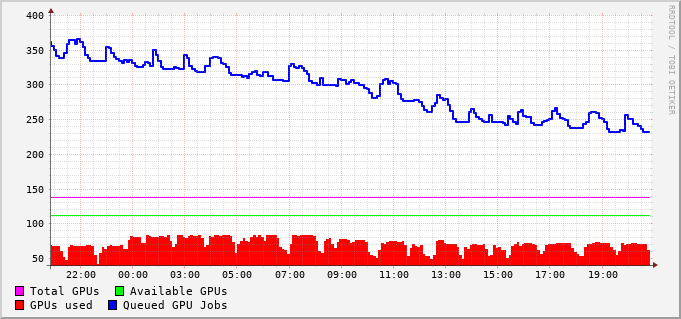 400
350
300
250
200
150
100
50
22:00 00:00 03:00 05:00 07:00 09:00 11:00 13:00 15:00 17:00 19:00
Total GPUs Available GPUs
GPUs used Queued GPU Jobs
RRDTOOL / TOBI OETIKER